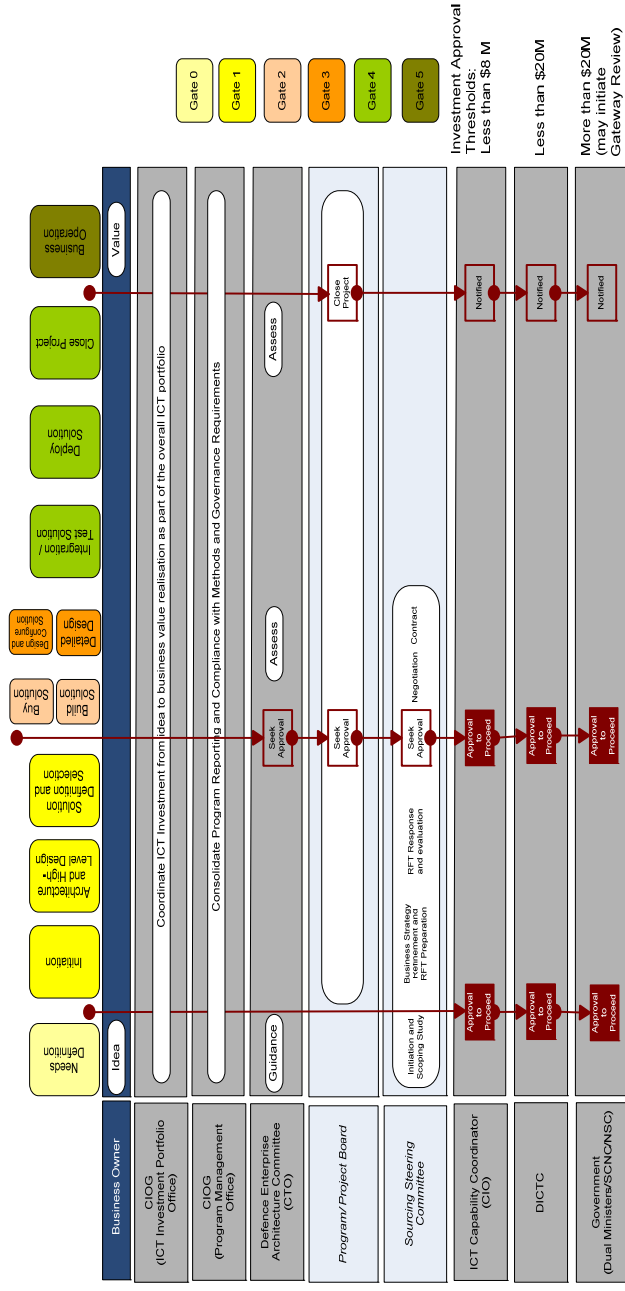 Needs
Definition
Initiation
Architecture
and High-
Level Design
Solution
Definition and
Selection
Buy
Solution
Build
Solution
Design and
Configure
Solution
Detailed
Design
Integration /
Test Solution
Deploy
Solution
Close Project
Business
Operation
Gate 0
Gate 1
Gate 2
Gate 3
Gate 4
Gate 5
Business Owner
Idea
Value
CIOG
(ICT Investment Portfolio
Office)
Coordinate ICT Investment from idea to business value realisation as part of the overall ICT portfolio
CIOG
(Program Management
Office)
Consolidate Program Reporting and Compliance with Methods and Governance Requirements
Defence Enterprise
Architecture Committee
(CTO)
Guidance
Seek
Approval
Assess
Assess
Program/ Project Board
Seek
Approval
Close
Project
Sourcing Steering
Committee
Initiation and
Scoping Study
Business Strategy
Refinement and
RFT Preparation
RFT Response
and evaluation
Seek
Approval
Negotiation
Contract
ICT Capability Coordinator
(CIO)
Approval
to
Proceed
Approval
to
Proceed
Notified
Investment Approval
Thresholds:
Less than $8 M
DICTC
Approval
to
Proceed
Approval
to
Proceed
Notified
Less than $20M
Government
(Dual Ministers/SCNC/NSC)
Approval
to
Proceed
Approval
to
Proceed
Notified
More than $20M
(may initiate
Gateway Review)